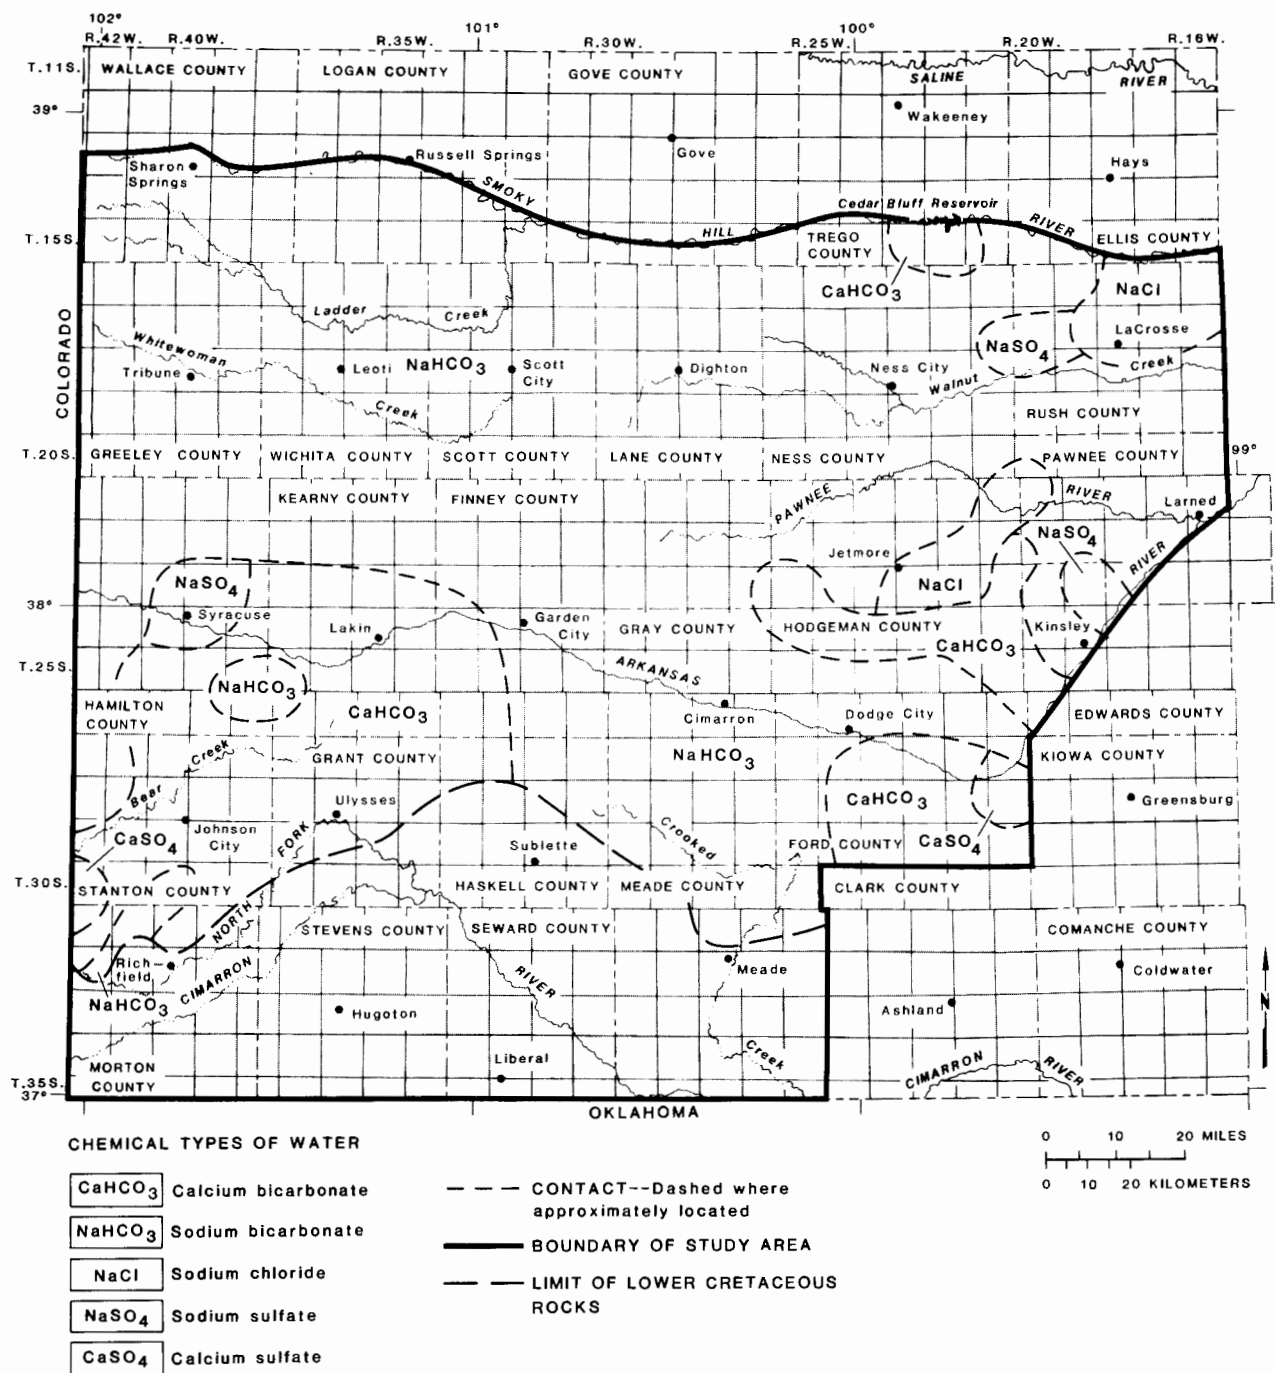 102° 101° 100°
R.42W. R.40W. R.35W. R.30W. R.25W. R.20W. R.16W.
T.11S. WALLACE COUNTY LOGAN COUNTY GOVE COUNTY SALINE RIVER
39° Wakeeney
Gove
Hays
Sharon Springs
Russell Springs
SMOKY HILL RIVER
Cedar Bluff Reservoir
T.15S. TREGO COUNTY ELLIS COUNTY
CaHCO3 NaCl
Ladder Creek
COLORADO
Whitewoman Creek
Tribune Leoti NaHCO3 Scott City Dighton Ness City NaSO4 LaCrosse
Walnut Creek
RUSH COUNTY
T.20S. GREELEY COUNTY WICHITA COUNTY SCOTT COUNTY LANE COUNTY NESS COUNTY PAWNEE COUNTY 99°
KEARNY COUNTY FINNEY COUNTY PAWNEE RIVER Larned
NaSO4
Jetmore
RIVER
NaSO4 NaCl
38° Syracuse Lakin Garden City GRAY COUNTY HODGEMAN COUNTY Kinsley
CaHCO3
T.25S. ARKANSAS
NaHCO3
HAMILTON COUNTY CaHCO3 Cimarron Dodge City EDWARDS COUNTY
Bear Creek GRANT COUNTY NaHCO3 KIOWA COUNTY
Ulysses CaHCO3 Greensburg
Johnson City
CaSO4 Sublette Crooked Creek FORD COUNTY CaSO4
T.30S. STANTON COUNTY HASKELL COUNTY MEADE COUNTY CLARK COUNTY
NORTH FORK
STEVENS COUNTY SEWARD COUNTY COMANCHE COUNTY
Rich-
field
CIMARRON RIVER
Meade Coldwater
NaHCO3 Hugoton Ashland
N
MORTON COUNTY Liberal CIMARRON RIVER
T.35S.
37°
OKLAHOMA
CHEMICAL TYPES OF WATER
CaHCO3 Calcium bicarbonate
NaHCO3 Sodium bicarbonate
NaCl Sodium chloride
NaSO4 Sodium sulfate
CaSO4 Calcium sulfate
CONTACT--Dashed where
approximately located
BOUNDARY OF STUDY AREA
LIMIT OF LOWER CRETACEOUS
ROCKS
0 10 20 MILES
0 10 20 KILOMETERS